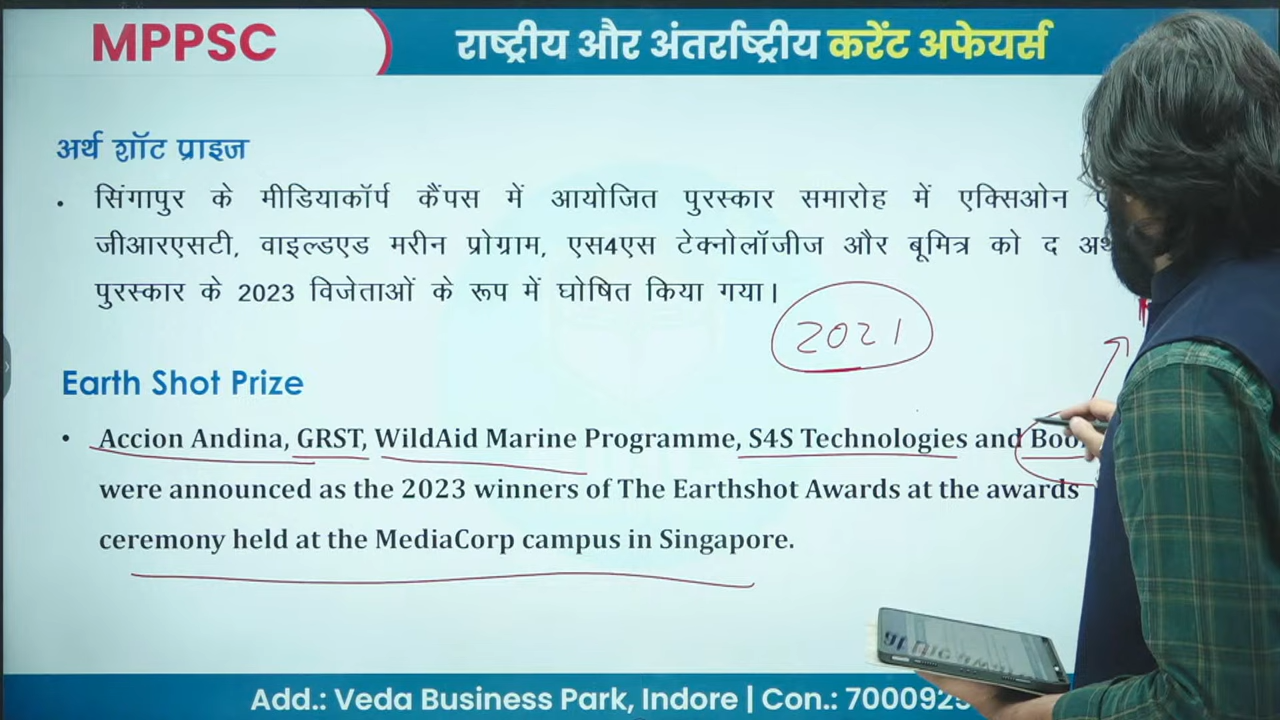 MPPSC
राष्ट्रीय और अंतर्राष्ट्रीय करेंट अफेयर्स
अर्थ शॉट प्राइज
• सिंगापुर के मीडियाकॉर्प कैंपस में आयोजित पुरस्कार समारोह में एक्सिओन
जीआरएसटी, वाइल्डएड मरीन प्रोग्राम, एस4एस टेक्नोलॉजीज और बूमित्र को द
पुरस्कार के 2023 विजेताओं के रूप में घोषित किया गया।
2021
Earth Shot Prize
• Accion Andina, GRST, WildAid Marine Programme, S4S Technologies and
were announced as the 2023 winners of The Earthshot Awards at the awards
ceremony held at the MediaCorp campus in Singapore.
Add.: Veda Business Park, Indore | Con.: